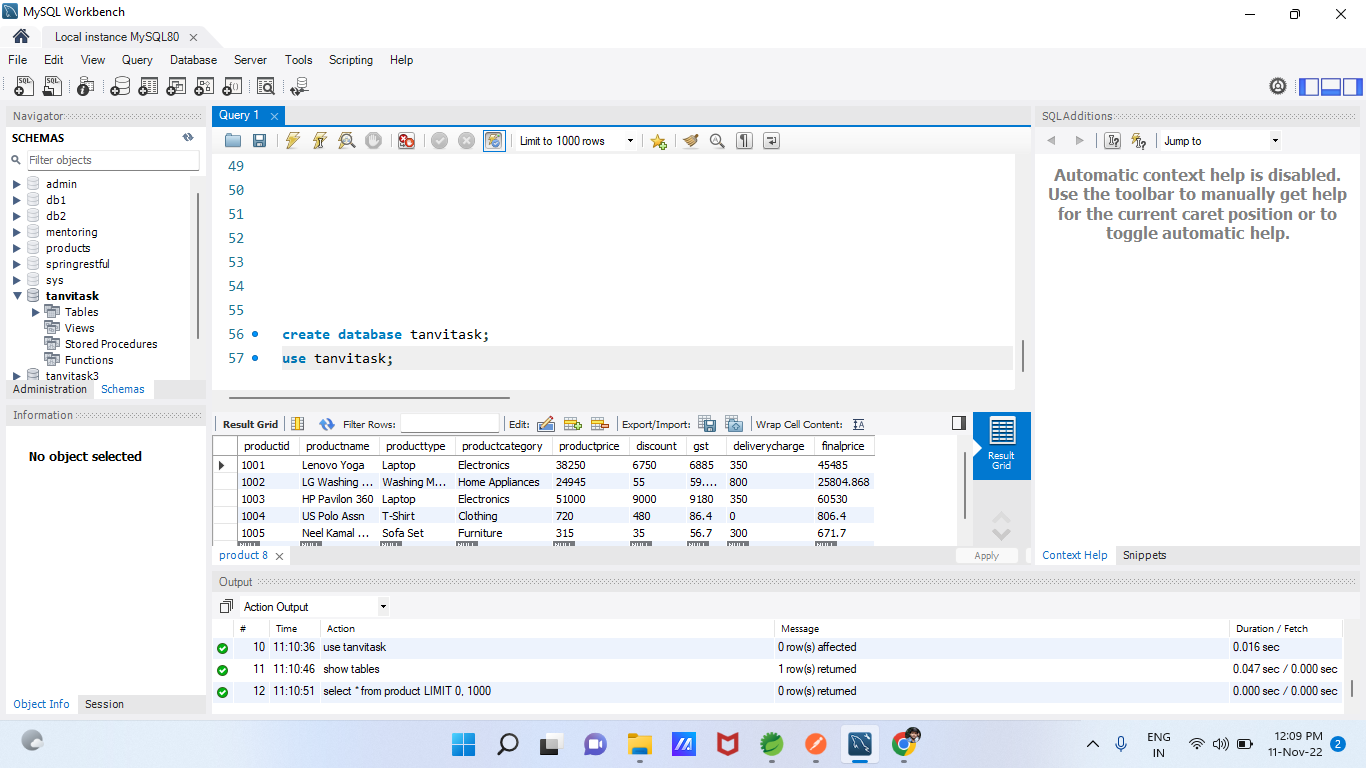 MySQL Workbench
Local instance MySQL80
File Edit View Query Database Server Tools Scripting Help
Navigator
SCHEMAS
Filter objects
admin
db1
db2
mentoring
products
springrestful
sys
tanvitask
Tables
Views
Stored Procedures
Functions
tanvitask3
Administration Schemas
Information
No object selected
Object Info Session
Query 1
Limit to 1000 rows
49
50
51
52
53
54
55
56 create database tanvitask;
57 use tanvitask;
Result Grid Filter Rows: Edit: Export/Import: Wrap Cell Content:
productid productname producttype productcategory productprice discount gst deliverycharge finalprice
1001 Lenovo Yoga Laptop Electronics 38250 6750 6885 350 45485
1002 LG Washing ... Washing M... Home Appliances 24945 55 59.... 800 25804.868
1003 HP Pavilon 360 Laptop Electronics 51000 9000 9180 350 60530
1004 US Polo Assn T-Shirt Clothing 720 480 86.4 0 806.4
1005 Neel Kamal ... Sofa Set Furniture 315 35 56.7 300 671.7
NULL NULL NULL NULL NULL NULL NULL NULL NULL
Result
Grid
product 8
Apply
SQLAdditions
Jump to
Automatic context help is disabled.
Use the toolbar to manually get help
for the current caret position or to
toggle automatic help.
Context Help Snippets
Output
Action Output
# Time Action Message Duration / Fetch
10 11:10:36 use tanvitask 0 row(s) affected 0.016 sec
11 11:10:46 show tables 1 row(s) returned 0.047 sec / 0.000 sec
12 11:10:51 select * from product LIMIT 0, 1000 0 row(s) returned 0.000 sec / 0.000 sec
ENG
IN
12:09 PM
11-Nov-22
2